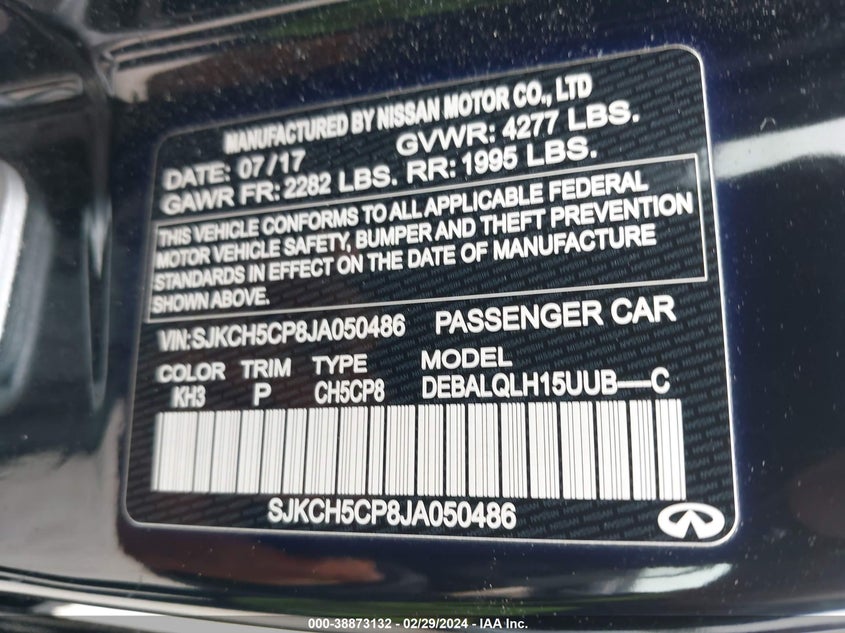 MANUFACTURED BY NISSAN MOTOR CO., LTD
DATE: 07/17 GVWR: 4277 LBS.
GAWR FR: 2282 LBS. RR: 1995 LBS.
THIS VEHICLE CONFORMS TO ALL APPLICABLE FEDERAL
MOTOR VEHICLE SAFETY, BUMPER AND THEFT PREVENTION
STANDARDS IN EFFECT ON THE DATE OF MANUFACTURE
SHOWN ABOVE.
VIN:SJKCH5CP8JA050486 PASSENGER CAR
COLOR TRIM TYPE MODEL
KH3 P CH5CP8 DEBALQLH15UUB----C
SJKCH5CP8JA050486
000-38873132 - 02/29/2024 - IAA Inc.